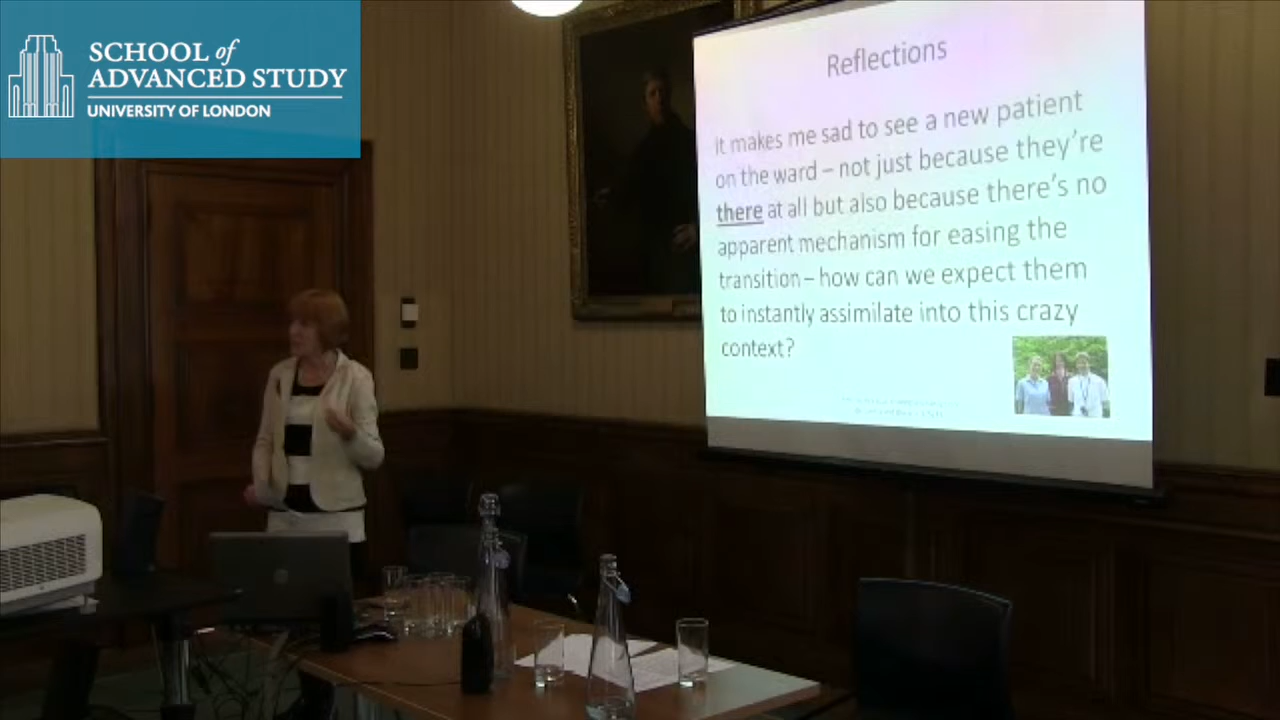 SCHOOL of
ADVANCED STUDY
UNIVERSITY OF LONDON
Reflections
It makes me sad to see a new patient
on the ward – not just because they're
there at all but also because there's no
apparent mechanism for easing the
transition – how can we expect them
to instantly assimilate into this crazy
context?